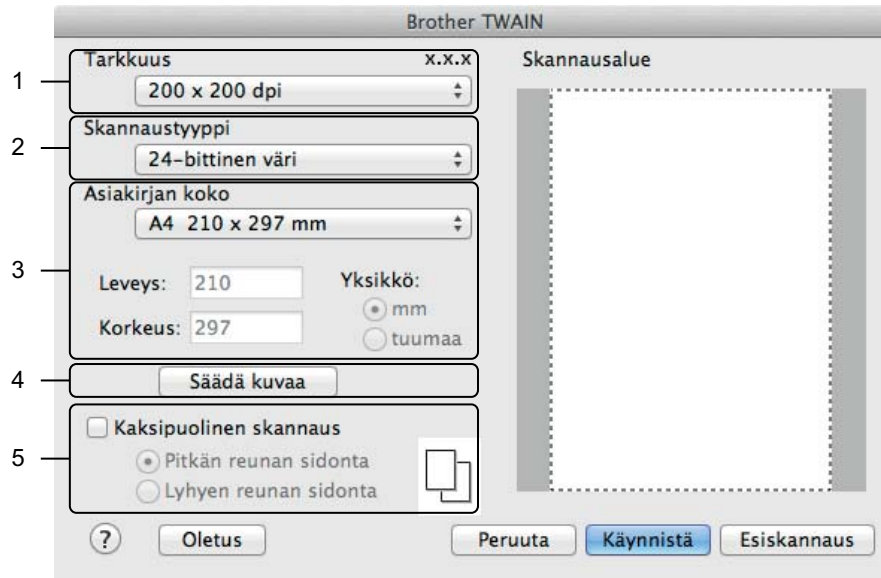 Brother TWAIN
1
Tarkkuus x.x.x
200 x 200 dpi
2
Skannaustyyppi
24-bittinen väri
3
Asiakirjan koko
A4 210 x 297 mm
Leveys: 210
Yksikkö:
mm
Korkeus: 297
tuumaa
4
Säädä kuvaa
5
Kaksipuolinen skannaus
Pitkän reunan sidonta
Lyhyen reunan sidonta
Skannausalue
? Oletus Peruuta Käynnistä Esiskannaus